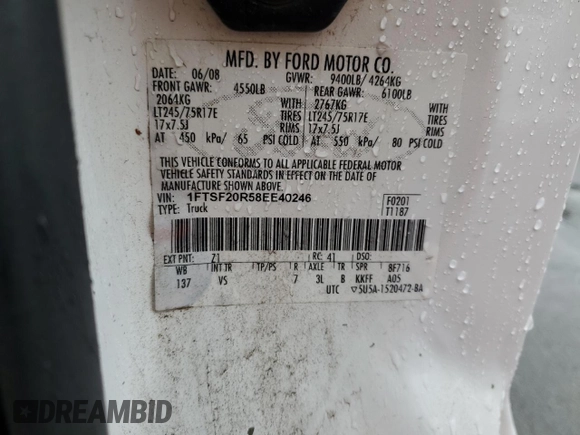 MFD. BY FORD MOTOR CO.
DATE: 06/08 GVWR: 9400LB/ 4264KG
FRONT GAWR: 4550LB REAR GAWR: 6100LB
2064KG WITH 2767KG WITH
LT245/75R17E TIRES LT245/75R17E TIRES
17x7.5J RIMS 17x7.5J RIMS
AT 450 kPa/ 65 PSI COLD AT 550 kPa/ 80 PSI COLD
THIS VEHICLE CONFORMS TO ALL APPLICABLE FEDERAL MOTOR
VEHICLE SAFETY STANDARDS IN EFFECT ON THE DATE OF
MANUFACTURE SHOWN ABOVE.
VIN: 1FTSF20R58EE40246 F0201
TYPE: Truck T1187
EXT PNT: Z1 RC: 41 DSO:
WB INT TR TP/PS R AXLE TR SPR BF716
137 VS 7 3L B KKFF A05
UTC ▽5U5A-1520472-BA
DREAMBID